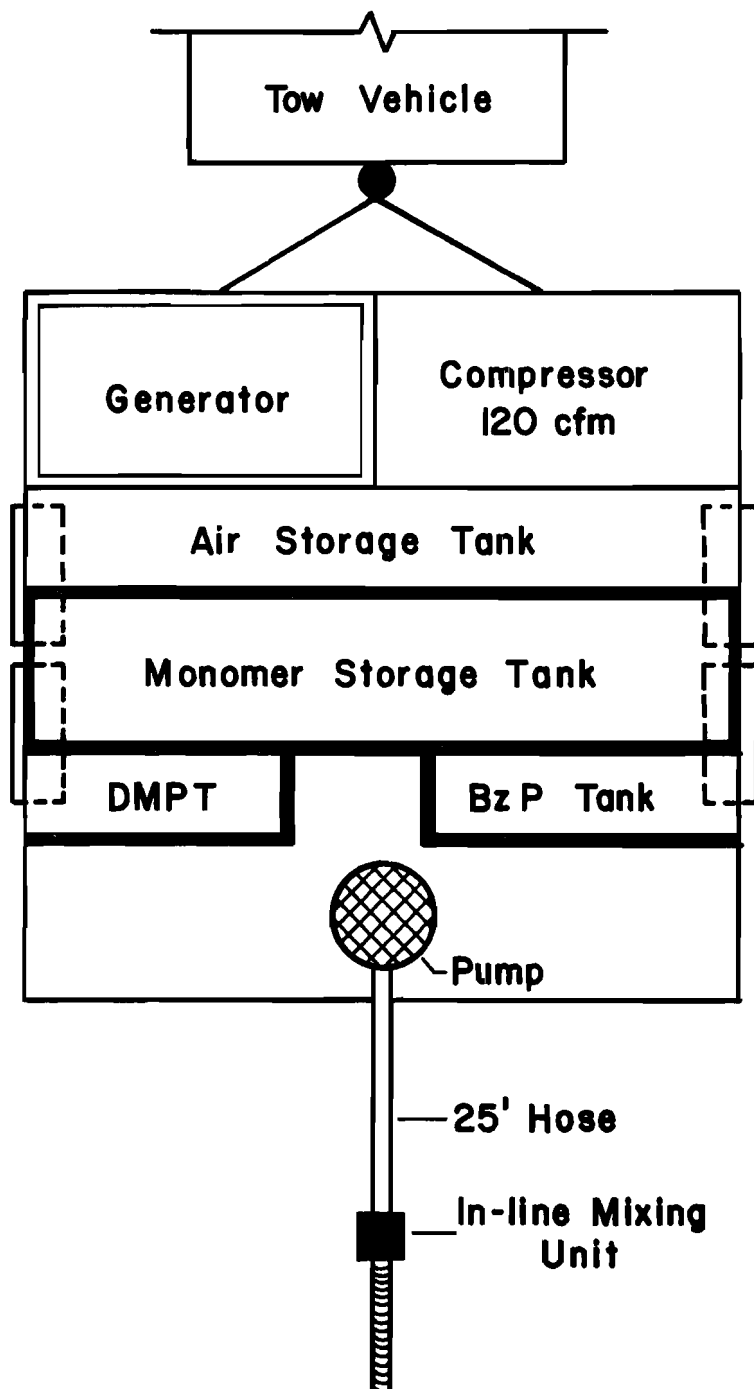 Tow Vehicle
Generator
Compressor
120 cfm
Air Storage Tank
Monomer Storage Tank
DMPT
BzP Tank
Pump
25' Hose
In-line Mixing
Unit